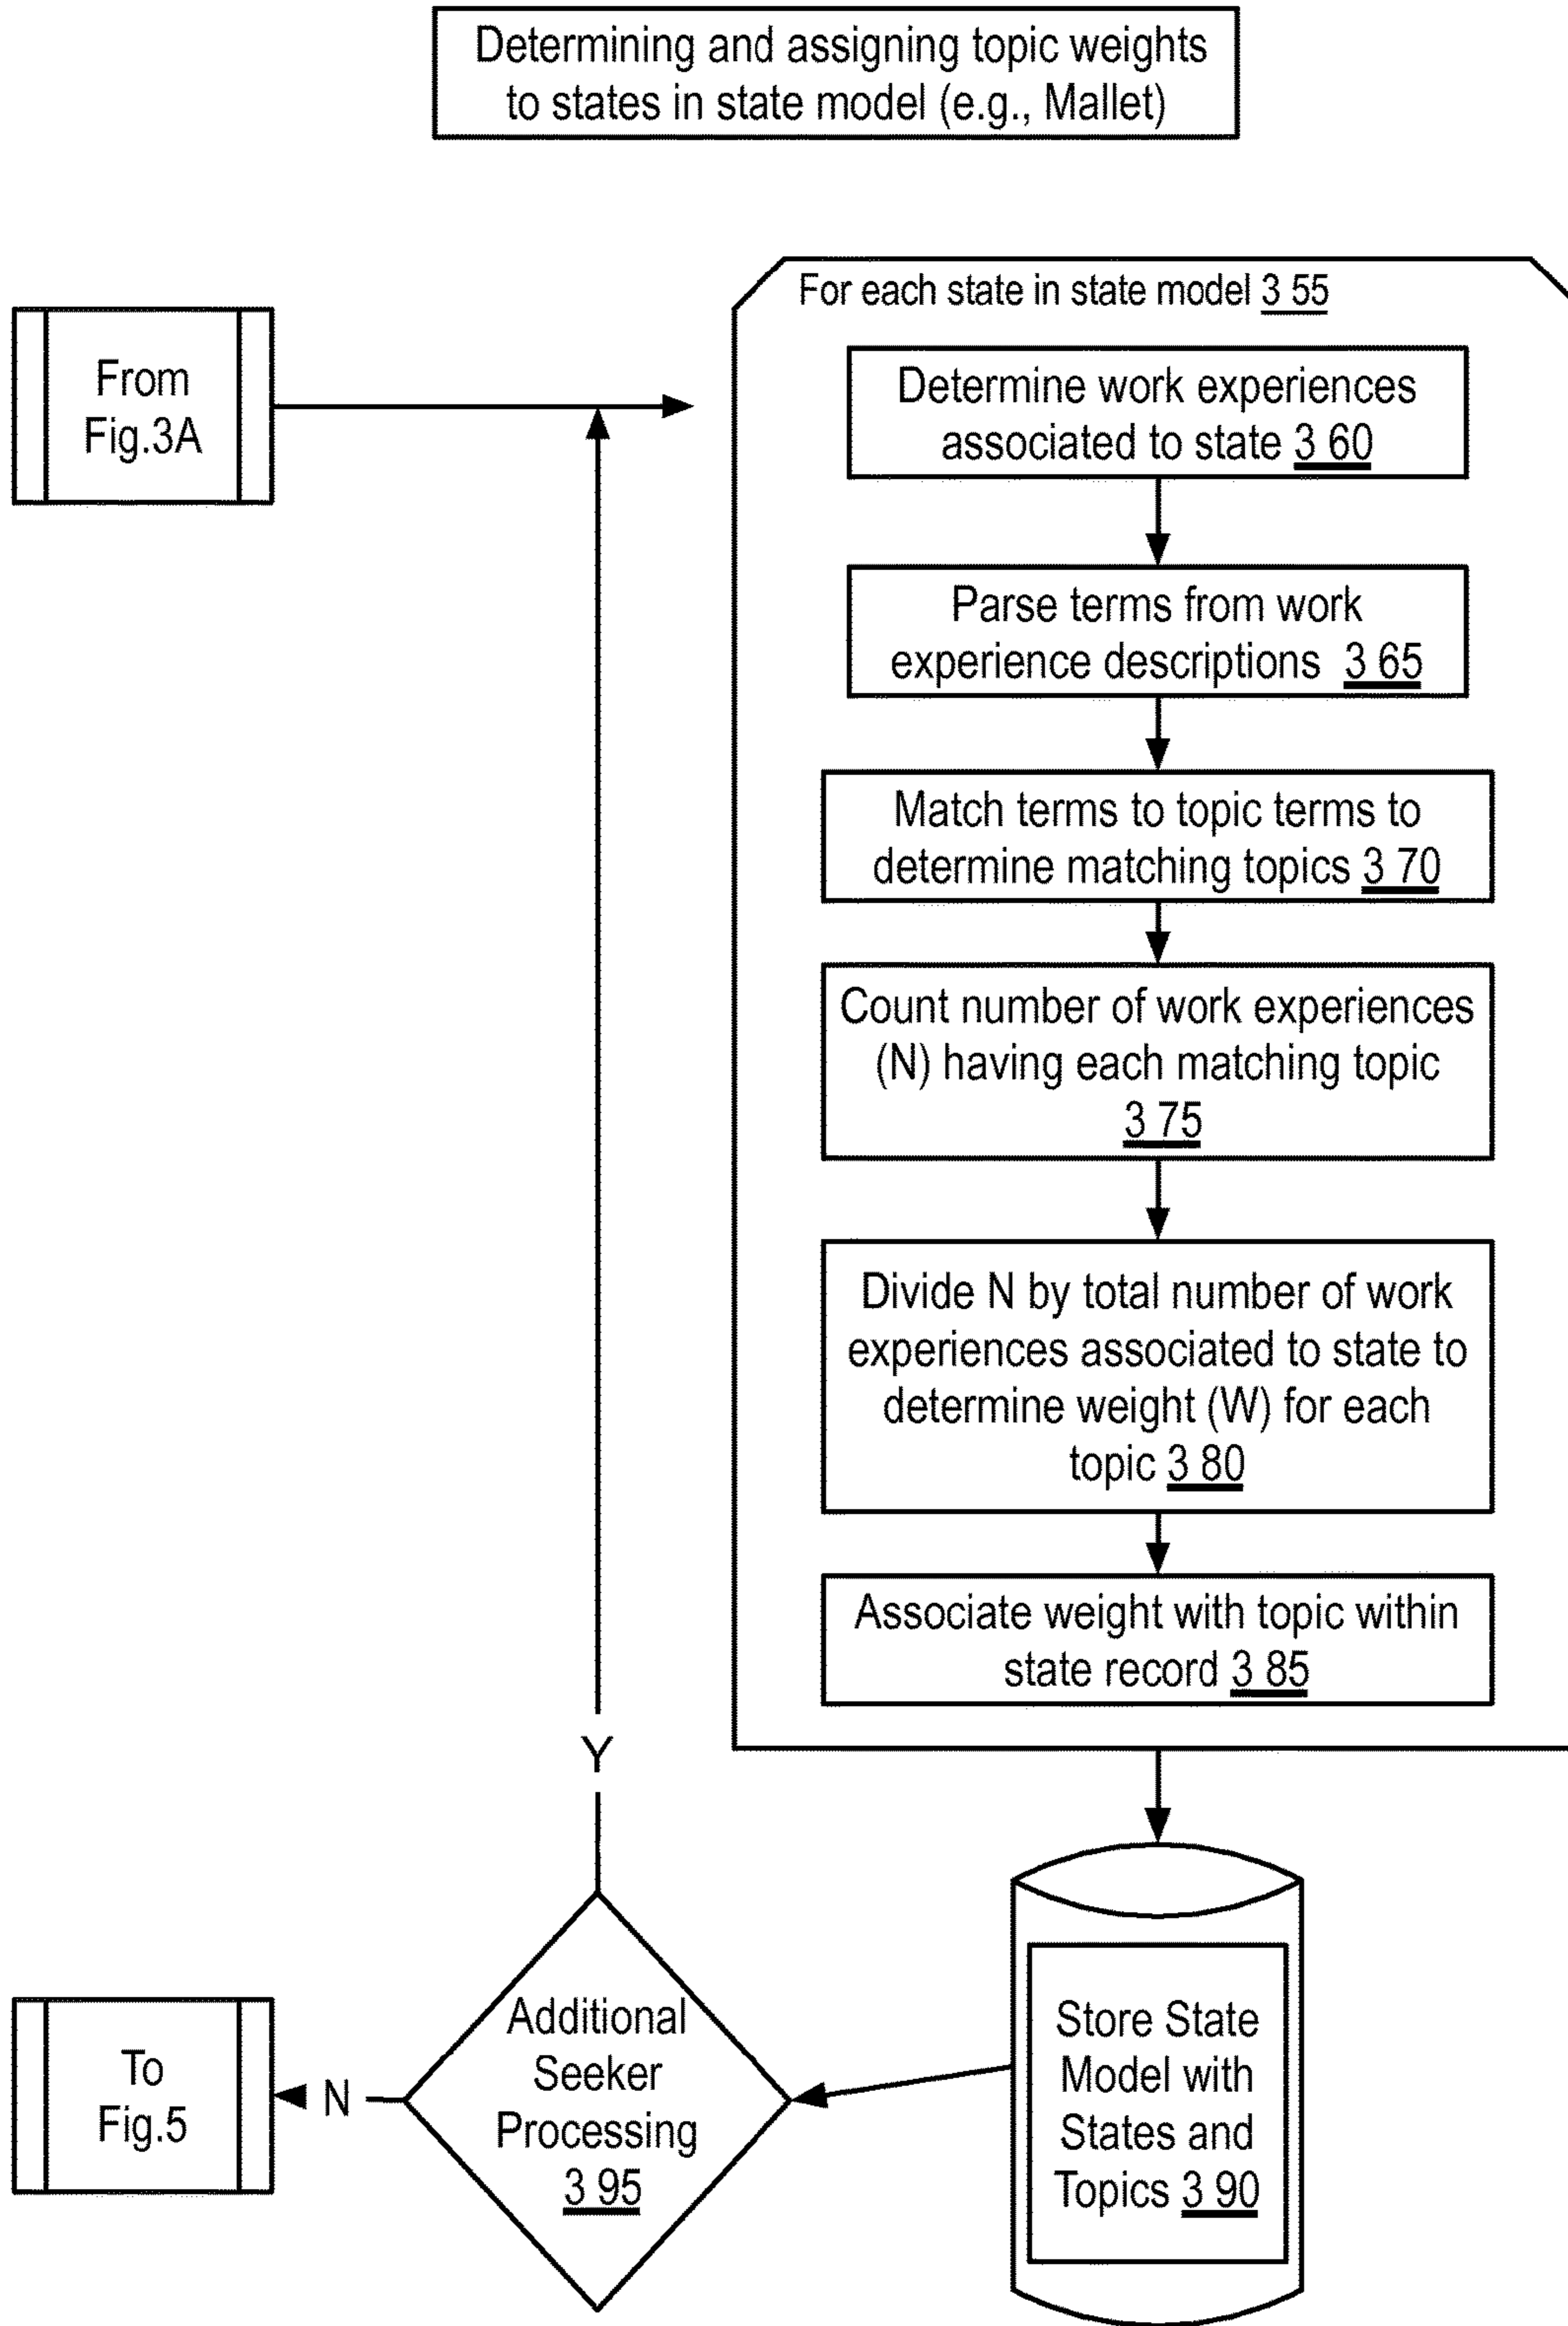 Determining and assigning topic weights
to states in state model (e.g., Mallet)
From
Fig.3A
For each state in state model 3 55
Determine work experiences
associated to state 3 60
Parse terms from work
experience descriptions 3 65
Match terms to topic terms to
determine matching topics 3 70
Count number of work experiences
(N) having each matching topic
3 75
Divide N by total number of work
experiences associated to state to
determine weight (W) for each
topic 3 80
Associate weight with topic within
state record 3 85
Y
Store State
Model with
States and
Topics 3 90
Additional
Seeker
Processing
3 95
N
To
Fig.5